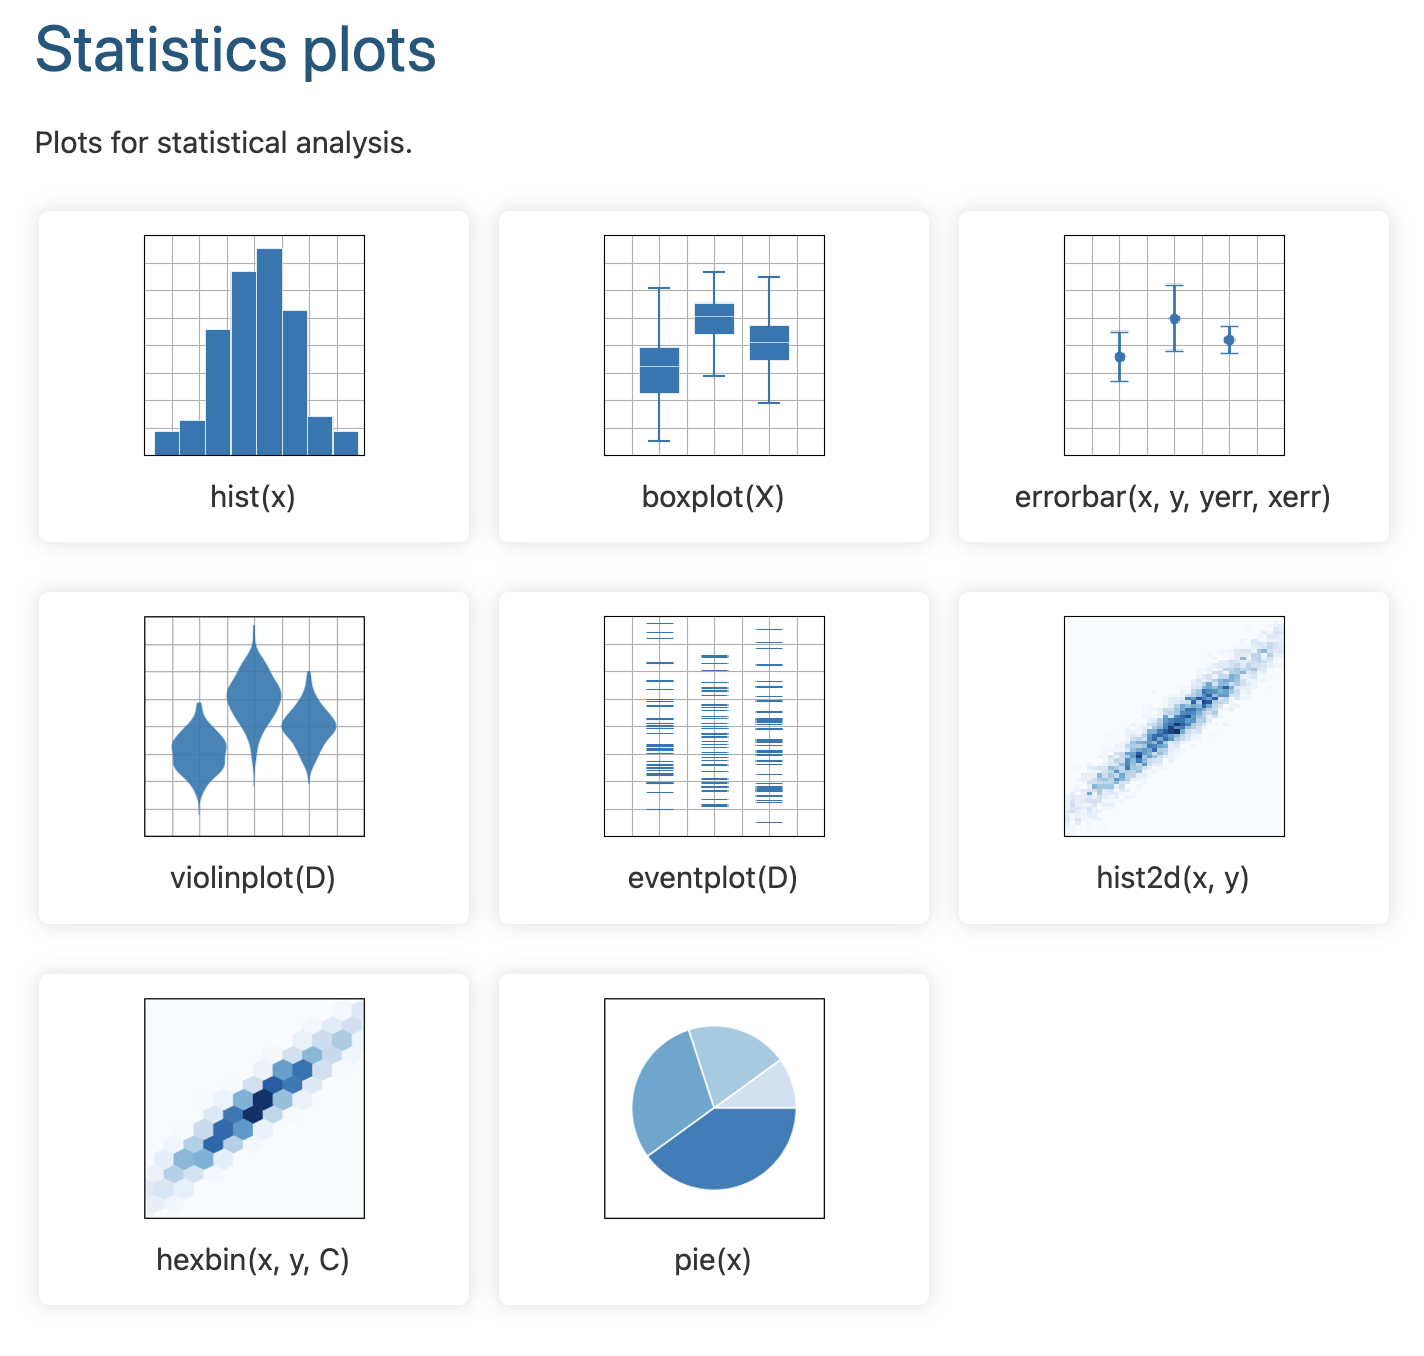 Statistics plots
Plots for statistical analysis.
hist(x)
boxplot(X)
errorbar(x, y, yerr, xerr)
violinplot(D)
eventplot(D)
hist2d(x, y)
hexbin(x, y, C)
pie(x)